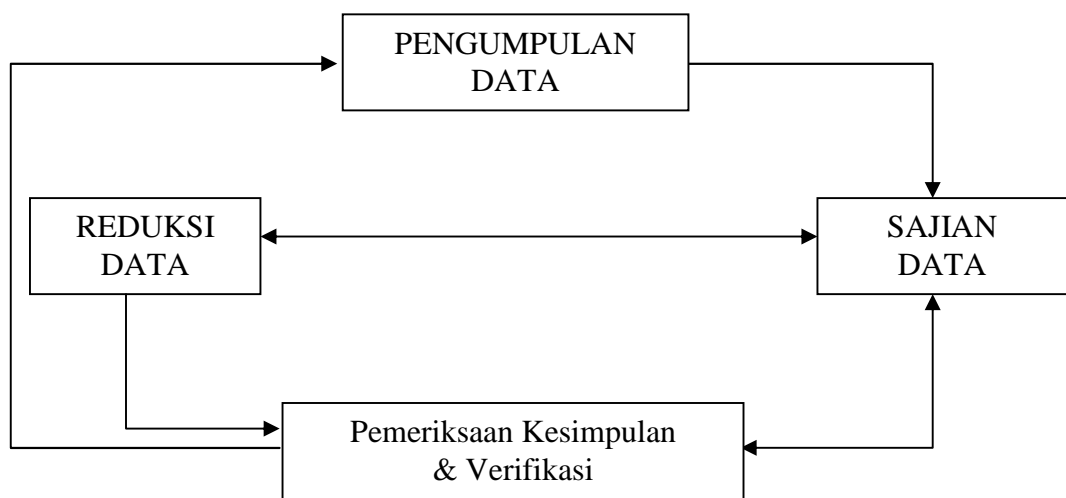 PENGUMPULAN
DATA
REDUKSI
DATA
SAJIAN
DATA
Pemeriksaan Kesimpulan
& Verifikasi